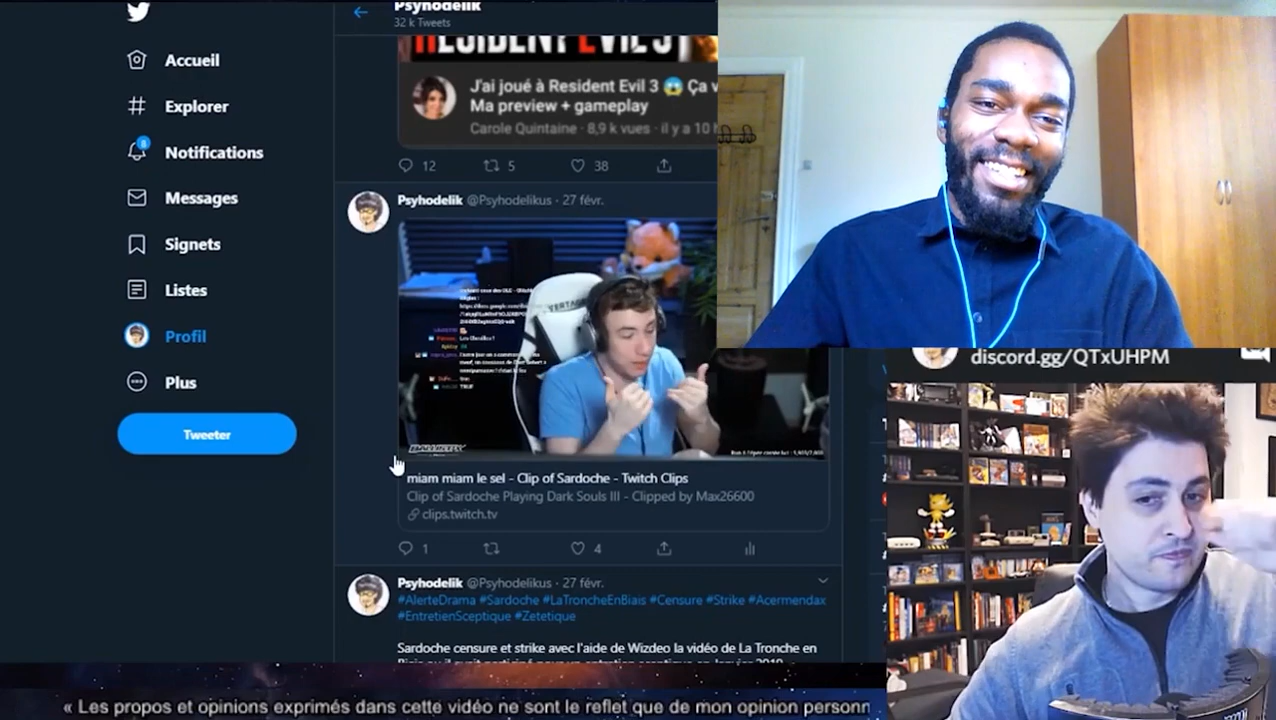 Psyhodelik
32 k Tweets
Accueil
Explorer
8
Notifications
Messages
Signets
Listes
Profil
Plus
Tweeter
RESIDENT EVIL 3
J'ai joué à Resident Evil 3 😱 Ça v
Ma preview + gameplay
Carole Quintaine · 8,9 k vues · il y a 10 h
12
5
38
Psyhodelik @Psyhodelikus · 27 févr.
miam miam le sel - Clip of Sardoche - Twitch Clips
Clip of Sardoche Playing Dark Souls III - Clipped by Max26600
clips.twitch.tv
1
4
Psyhodelik @Psyhodelikus · 27 févr.
#AlerteDrama #Sardoche #LaTroncheEnBiais #Censure #Strike #Acermendax
#EntretienSceptique #Zetetique
Sardoche censure et strike avec l'aide de Wizdeo la vidéo de La Tronche en
discord.gg/QTxUHPM
« Les propos et opinions exprimés dans cette vidéo ne sont le reflet que de mon opinion personn